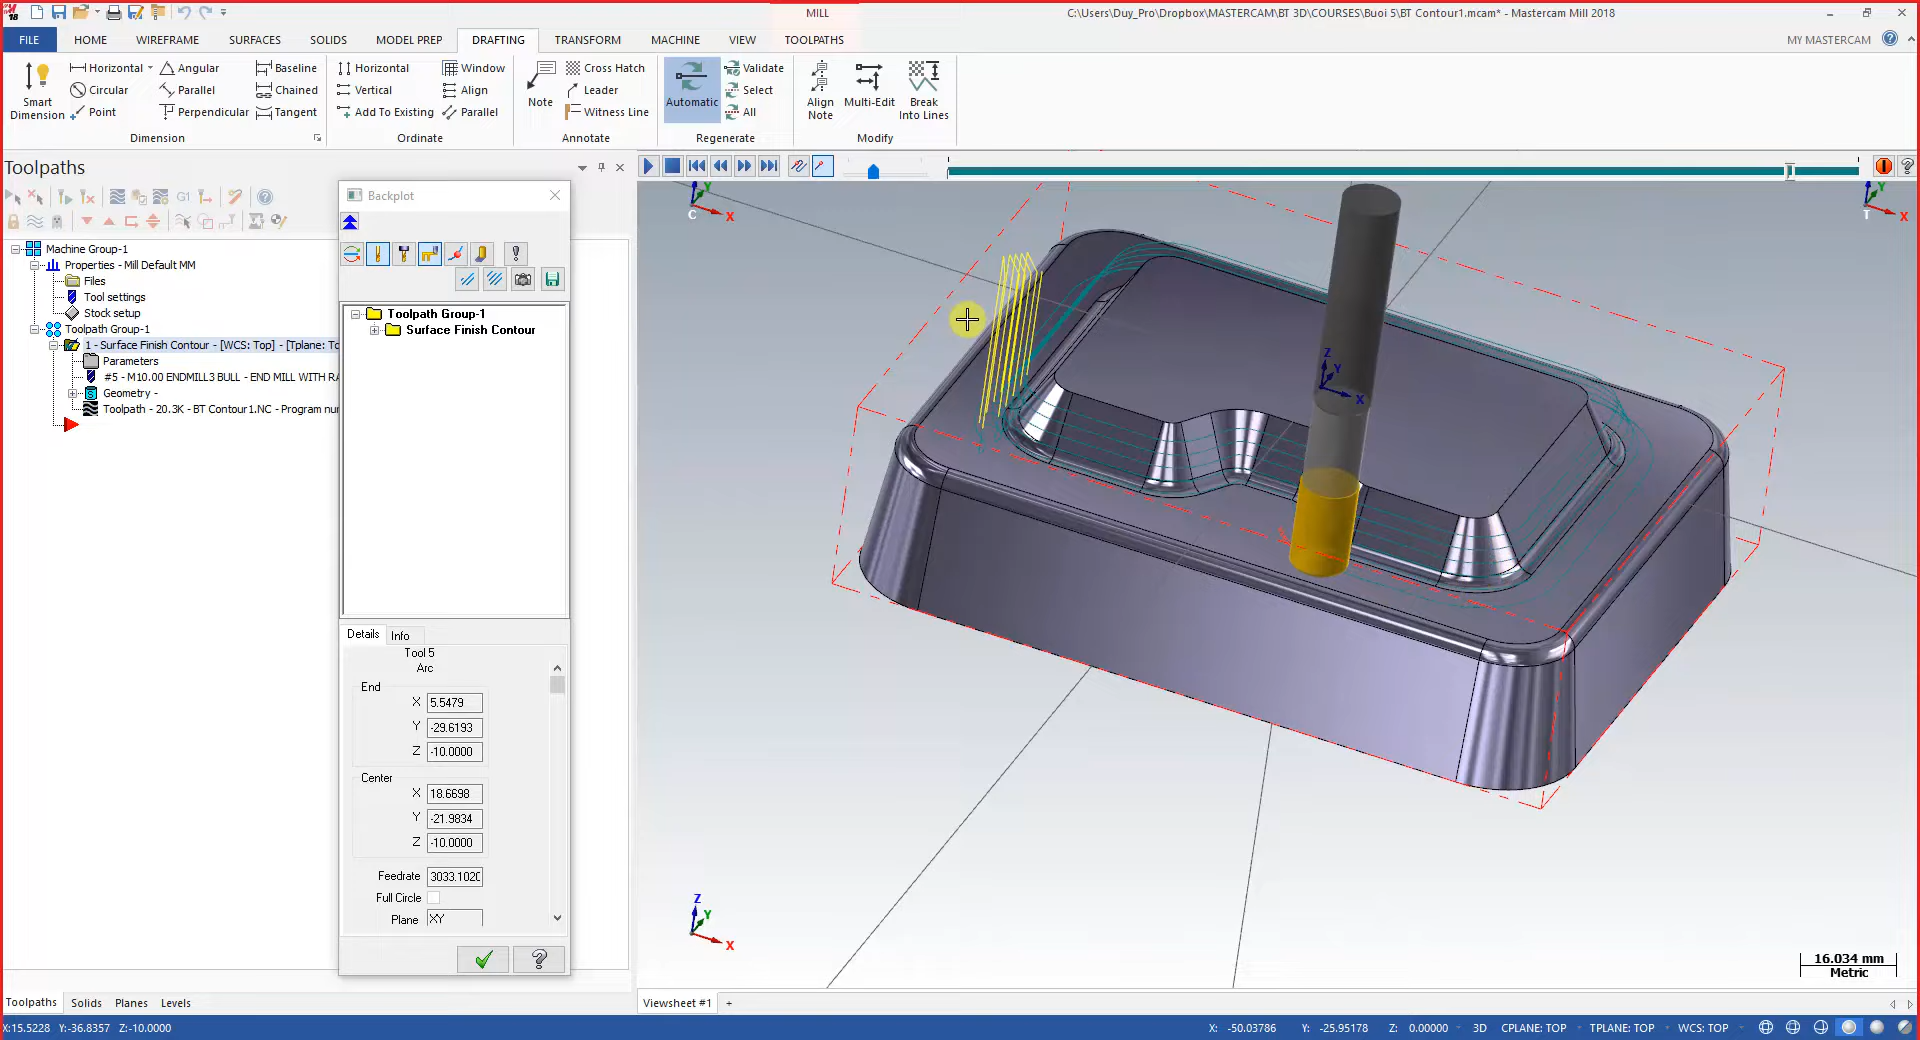 MILL
C:\Users\Duy_Pro\Dropbox\MASTERCAM\BT 3D\COURSES\Buoi 5\BT Contour1.mcam* - Mastercam Mill 2018
FILE HOME WIREFRAME SURFACES SOLIDS MODEL PREP DRAFTING TRANSFORM MACHINE VIEW TOOLPATHS MY MASTERCAM
Horizontal Angular Baseline Horizontal Window Cross Hatch Validate
Circular Parallel Chained Vertical Align Leader Select
Smart Dimension Point Perpendicular Tangent Add To Existing Parallel Note Witness Line Automatic All Align Note Multi-Edit Break Into Lines
Dimension Ordinate Annotate Regenerate Modify
Toolpaths
G1
Machine Group-1
Properties - Mill Default MM
Files
Tool settings
Stock setup
Toolpath Group-1
1 - Surface Finish Contour - [WCS: Top] - [Tplane: To
Parameters
#5 - M10.00 ENDMILL3 BULL - END MILL WITH RA
Geometry -
Toolpath - 20.3K - BT Contour1.NC - Program nur
Backplot
Toolpath Group-1
Surface Finish Contour
Details Info
Tool 5
Arc
End
X 5.5479
Y -29.6193
Z -10.0000
Center
X 18.6698
Y -21.9834
Z -10.0000
Feedrate 3033.102
Full Circle
Plane XY
Y
C X
Y
T X
Z
Y
X
Z
Y
X
16.034 mm
Metric
Toolpaths Solids Planes Levels
Viewsheet #1 +
X:15.5228 Y:-36.8357 Z:-10.0000
X: -50.03786 Y: -25.95178 Z: 0.00000 3D CPLANE: TOP TPLANE: TOP WCS: TOP